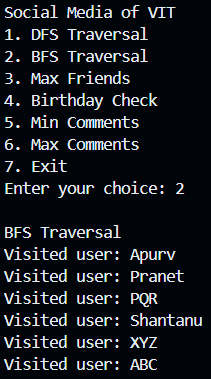 Social Media of VIT
1. DFS Traversal
2. BFS Traversal
3. Max Friends
4. Birthday Check
5. Min Comments
6. Max Comments
7. Exit
Enter your choice: 2
BFS Traversal
Visited user: Apurv
Visited user: Pranet
Visited user: PQR
Visited user: Shantanu
Visited user: XYZ
Visited user: ABC